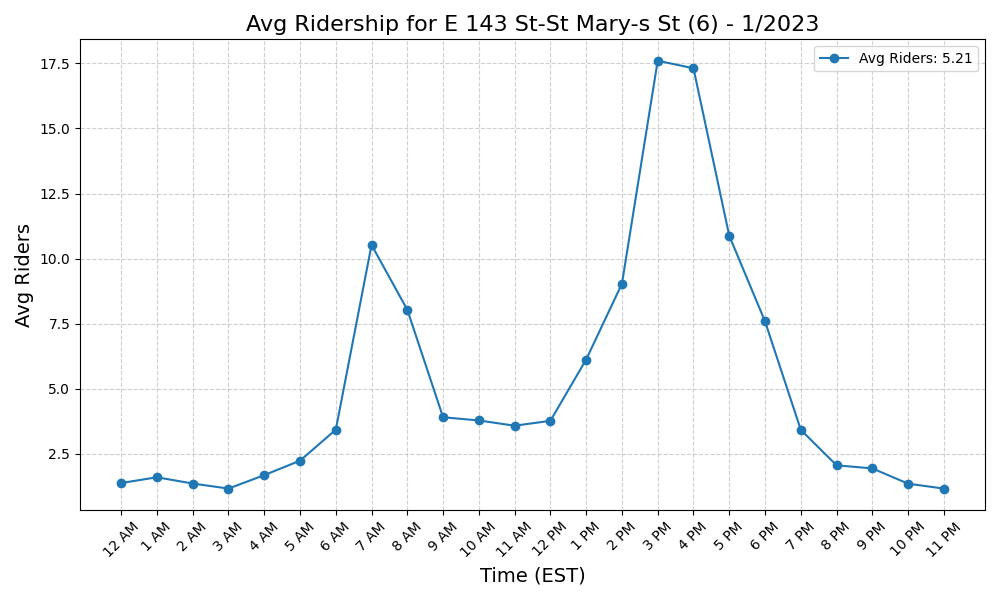 Avg Ridership for E 143 St-St Mary-s St (6) - 1/2023
Avg Riders: 5.21
17.5
15.0
12.5
10.0
7.5
5.0
2.5
Avg Riders
12 AM
1 AM
2 AM
3 AM
4 AM
5 AM
6 AM
7 AM
8 AM
9 AM
10 AM
11 AM
12 PM
1 PM
2 PM
3 PM
4 PM
5 PM
6 PM
7 PM
8 PM
9 PM
10 PM
11 PM
Time (EST)